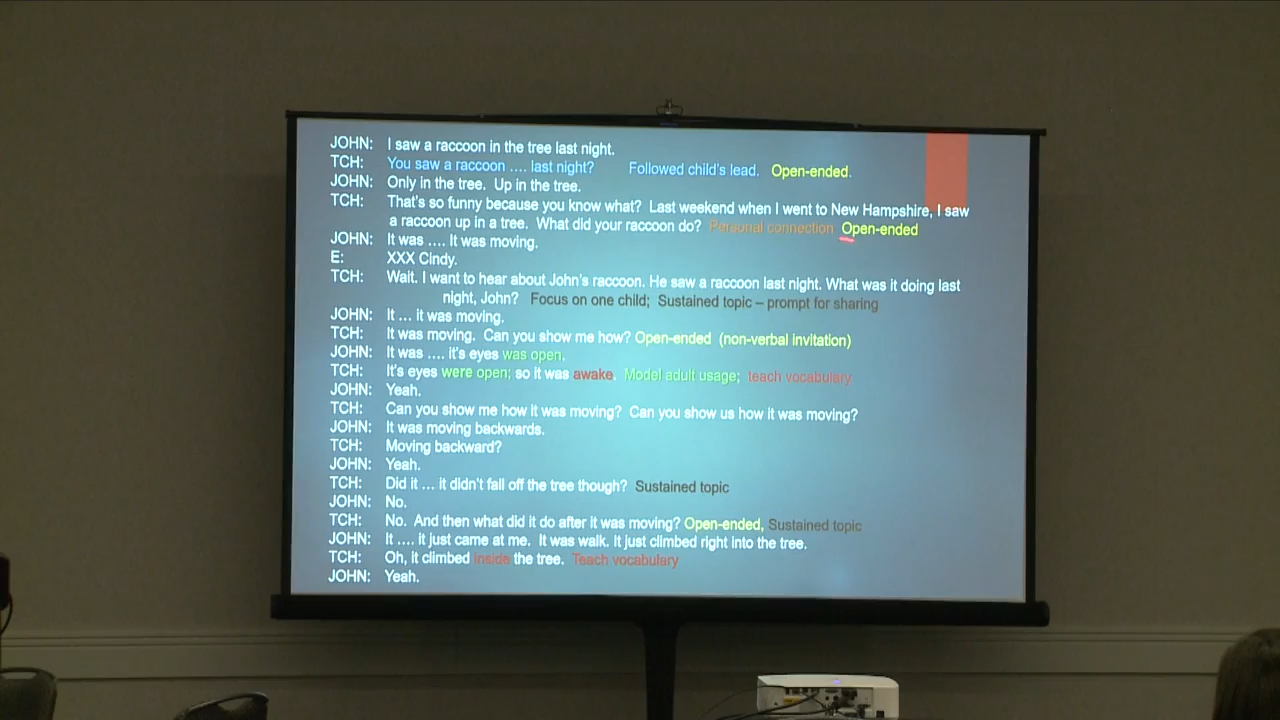 JOHN: I saw a raccoon in the tree last night.
TCH: You saw a raccoon .... last night? Followed child's lead. Open-ended.
JOHN: Only in the tree. Up in the tree.
TCH: That's so funny because you know what? Last weekend when I went to New Hampshire, I saw
a raccoon up in a tree. What did your raccoon do? Personal connection Open-ended
JOHN: It was .... It was moving.
E: XXX Cindy.
TCH: Wait. I want to hear about John's raccoon. He saw a raccoon last night. What was it doing last
night, John? Focus on one child; Sustained topic – prompt for sharing
JOHN: It ... it was moving.
TCH: It was moving. Can you show me how? Open-ended (non-verbal invitation)
JOHN: It was .... it's eyes was open.
TCH: It's eyes were open; so it was awake. Model adult usage; teach vocabulary
JOHN: Yeah.
TCH: Can you show me how it was moving? Can you show us how it was moving?
JOHN: It was moving backwards.
TCH: Moving backward?
JOHN: Yeah.
TCH: Did it ... it didn't fall off the tree though? Sustained topic
JOHN: No.
TCH: No. And then what did it do after it was moving? Open-ended, Sustained topic
JOHN: It .... it just came at me. It was walk. It just climbed right into the tree.
TCH: Oh, it climbed inside the tree. Teach vocabulary
JOHN: Yeah.